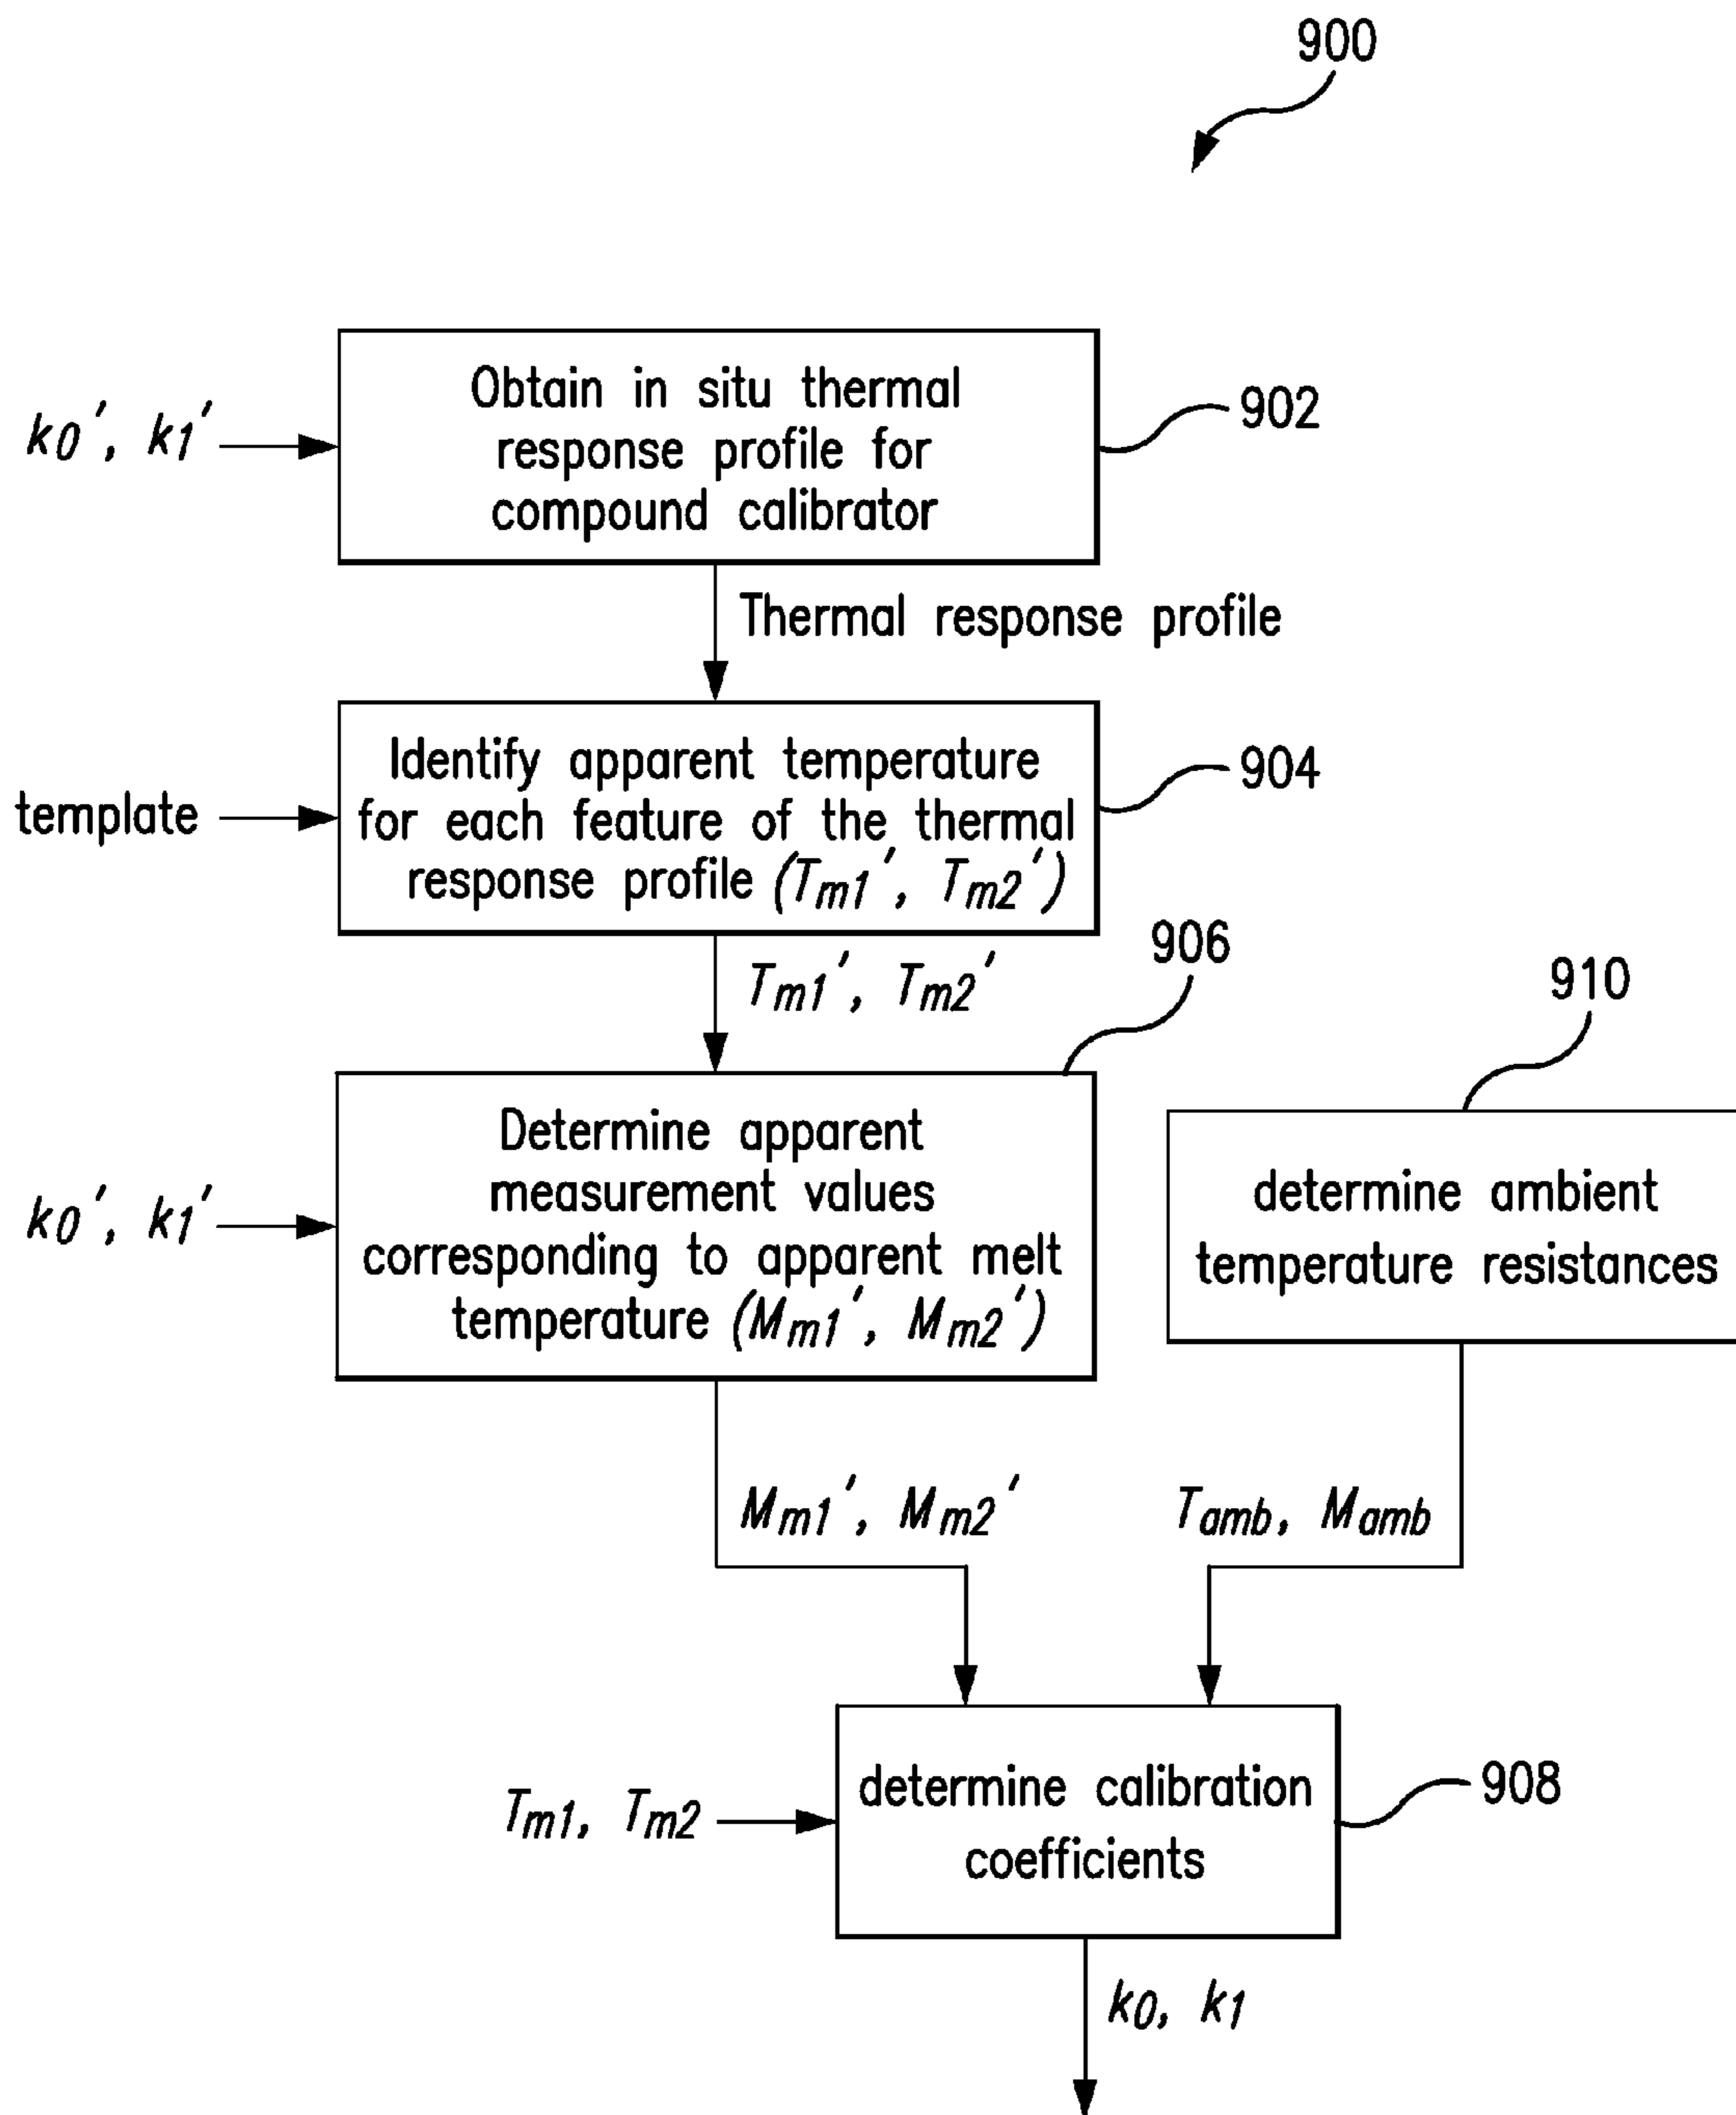 900
Obtain in situ thermal
response profile for
compound calibrator
902
k0', k1'
Thermal response profile
Identify apparent temperature
for each feature of the thermal
response profile (Tm1', Tm2')
904
template
Tm1', Tm2'
906
910
Determine apparent
measurement values
corresponding to apparent melt
temperature (Mm1', Mm2')
k0', k1'
determine ambient
temperature resistances
Mm1', Mm2'
Tamb, Mamb
Tm1, Tm2
determine calibration
coefficients
908
k0, k1